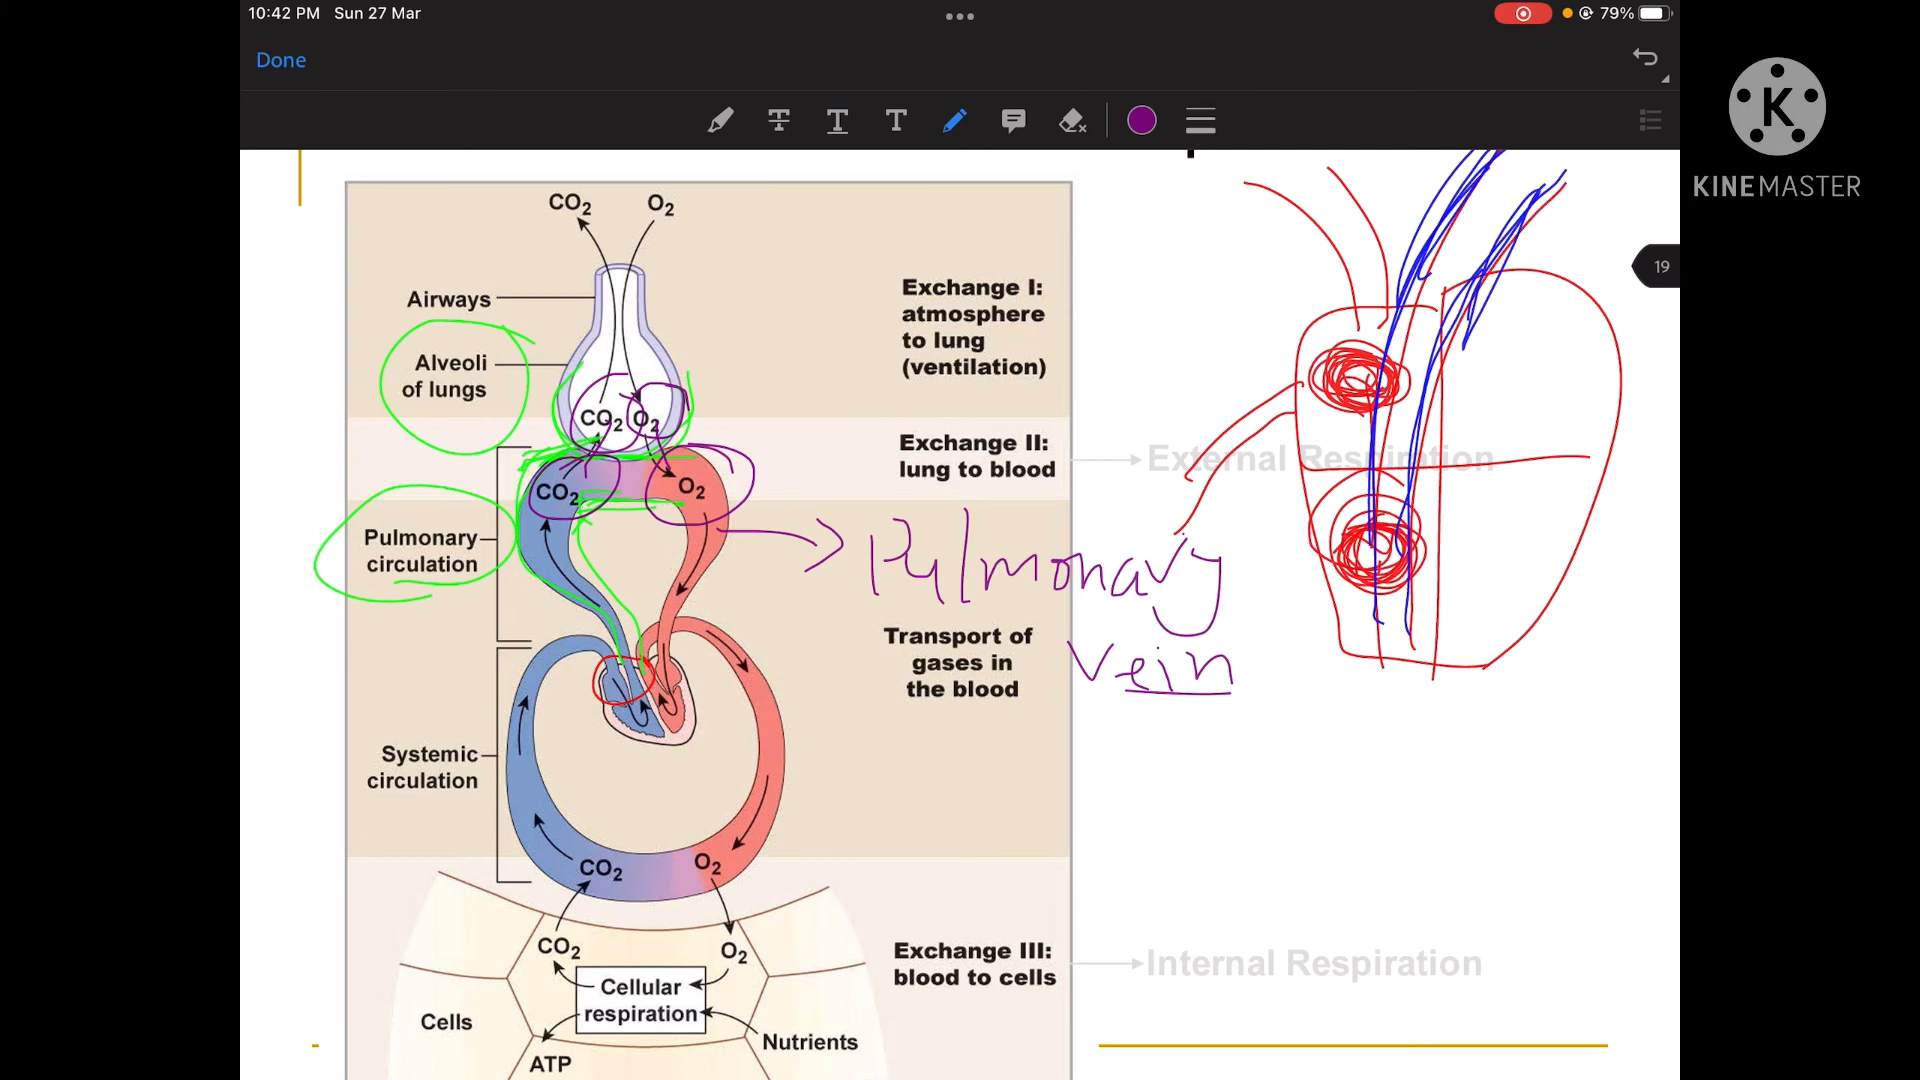 10:42 PM Sun 27 Mar
79%
Done
K
KINEMASTER
19
CO2
O2
Airways
Alveoli
of lungs
Exchange I:
atmosphere
to lung
(ventilation)
CO2
O2
Exchange II:
lung to blood
External Respiration
CO2
O2
Pulmonary
circulation
Pulmonary
vein
Transport of
gases in
the blood
Systemic
circulation
CO2
O2
CO2
O2
Exchange III:
blood to cells
Internal Respiration
Cellular
respiration
Cells
Nutrients
ATP